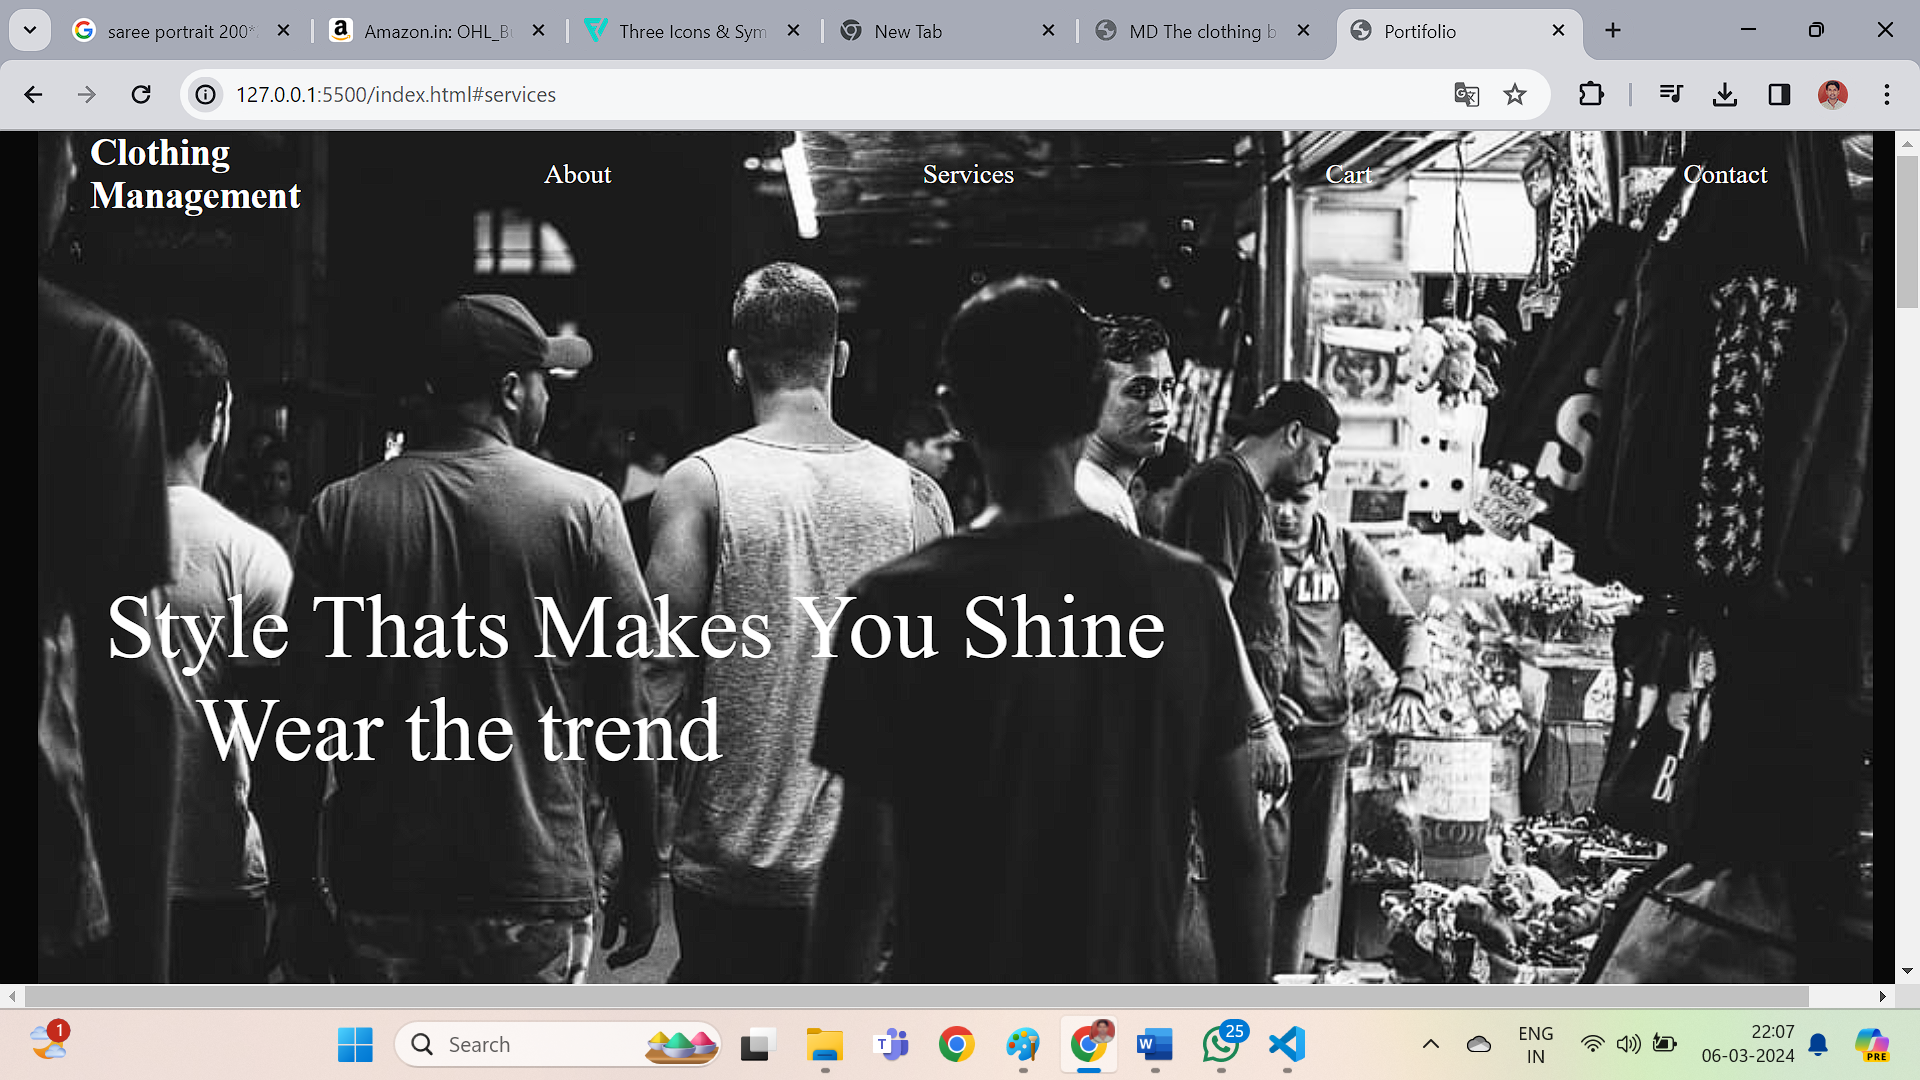 saree portrait 200*
Amazon.in: OHL_B
Three Icons & Sym
New Tab
MD The clothing b
Portifolio
127.0.0.1:5500/index.html#services
Clothing
Management
About
Services
Cart
Contact
S
LIFE
Style Thats Makes You Shine
Wear the trend
B
1
Search
T
W
25
ENG
IN
22:07
06-03-2024
PRE